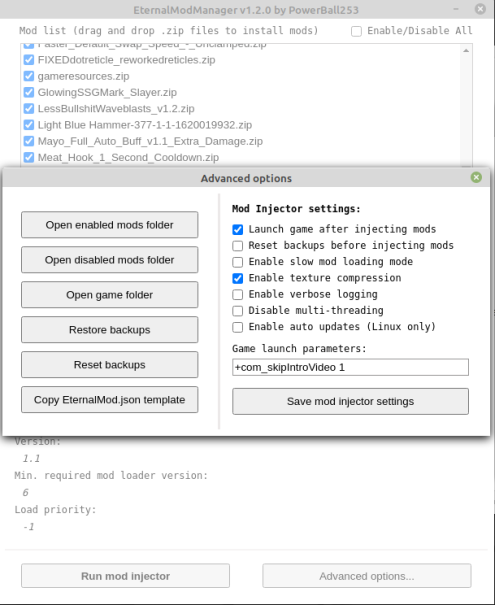 EternalModManager v1.2.0 by PowerBall253
Mod list (drag and drop .zip files to install mods)
Enable/Disable All
Faster_Default_Swap_Speed_-_Unclamped.zip
FIXEDdotreticle_reworkedreticles.zip
gameresources.zip
GlowingSSGMark_Slayer.zip
LessBullshitWaveblasts_v1.2.zip
Light Blue Hammer-377-1-1-1620019932.zip
Mayo_Full_Auto_Buff_v1.1_Extra_Damage.zip
Meat_Hook_1_Second_Cooldown.zip
Advanced options
Open enabled mods folder
Open disabled mods folder
Open game folder
Restore backups
Reset backups
Copy EternalMod.json template
Mod Injector settings:
Launch game after injecting mods
Reset backups before injecting mods
Enable slow mod loading mode
Enable texture compression
Enable verbose logging
Disable multi-threading
Enable auto updates (Linux only)
Game launch parameters:
+com_skipIntroVideo 1
Save mod injector settings
Version:
1.1
Min. required mod loader version:
6
Load priority:
-1
Run mod injector
Advanced options...